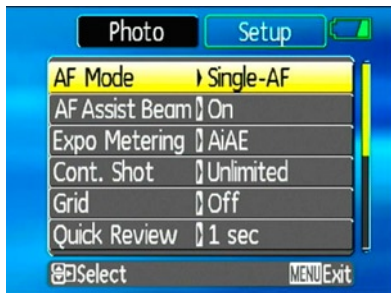 Photo Setup
AF Mode Single-AF
AF Assist Beam On
Expo Metering AiAE
Cont. Shot Unlimited
Grid Off
Quick Review 1 sec
Select MENU Exit